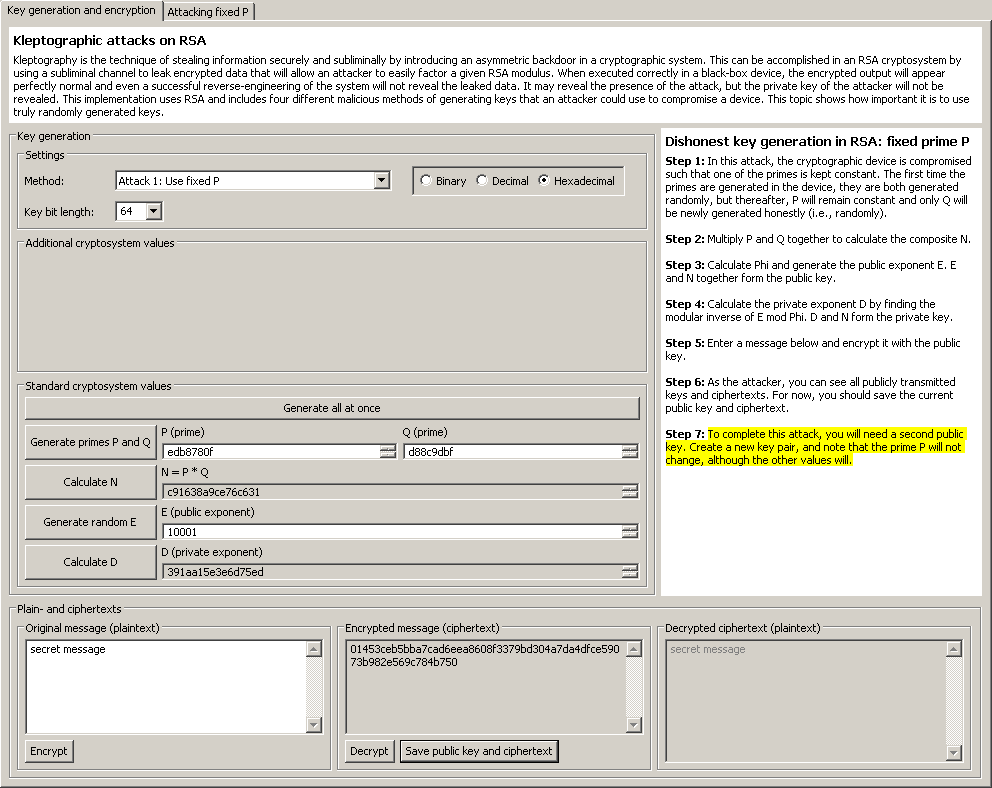 Key generation and encryption
Attacking fixed P
Kleptographic attacks on RSA
Kleptography is the technique of stealing information securely and subliminally by introducing an asymmetric backdoor in a cryptographic system. This can be accomplished in an RSA cryptosystem by
using a subliminal channel to leak encrypted data that will allow an attacker to easily factor a given RSA modulus. When executed correctly in a black-box device, the encrypted output will appear
perfectly normal and even a successful reverse-engineering of the system will not reveal the leaked data. It may reveal the presence of the attack, but the private key of the attacker will not be
revealed. This implementation uses RSA and includes four different malicious methods of generating keys that an attacker could use to compromise a device. This topic shows how important it is to use
truly randomly generated keys.
Key generation
Settings
Method:
Attack 1: Use fixed P
Binary
Decimal
Hexadecimal
Key bit length:
64
Additional cryptosystem values
Standard cryptosystem values
Generate all at once
Generate primes P and Q
P (prime)
edb8780f
Q (prime)
d88c9dbf
Calculate N
N = P * Q
c91638a9ce76c631
Generate random E
E (public exponent)
10001
Calculate D
D (private exponent)
391aa15e3e6d75ed
Dishonest key generation in RSA: fixed prime P
Step 1: In this attack, the cryptographic device is compromised
such that one of the primes is kept constant. The first time the
primes are generated in the device, they are both generated
randomly, but thereafter, P will remain constant and only Q will
be newly generated honestly (i.e., randomly).
Step 2: Multiply P and Q together to calculate the composite N.
Step 3: Calculate Phi and generate the public exponent E. E
and N together form the public key.
Step 4: Calculate the private exponent D by finding the
modular inverse of E mod Phi. D and N form the private key.
Step 5: Enter a message below and encrypt it with the public
key.
Step 6: As the attacker, you can see all publicly transmitted
keys and ciphertexts. For now, you should save the current
public key and ciphertext.
Step 7: To complete this attack, you will need a second public
key. Create a new key pair, and note that the prime P will not
change, although the other values will.
Plain- and ciphertexts
Original message (plaintext)
secret message
Encrypt
Encrypted message (ciphertext)
01453ceb5bba7cad6eea8608f3379bd304a7da4dfce590
73b982e569c784b750
Decrypt
Save public key and ciphertext
Decrypted ciphertext (plaintext)
secret message